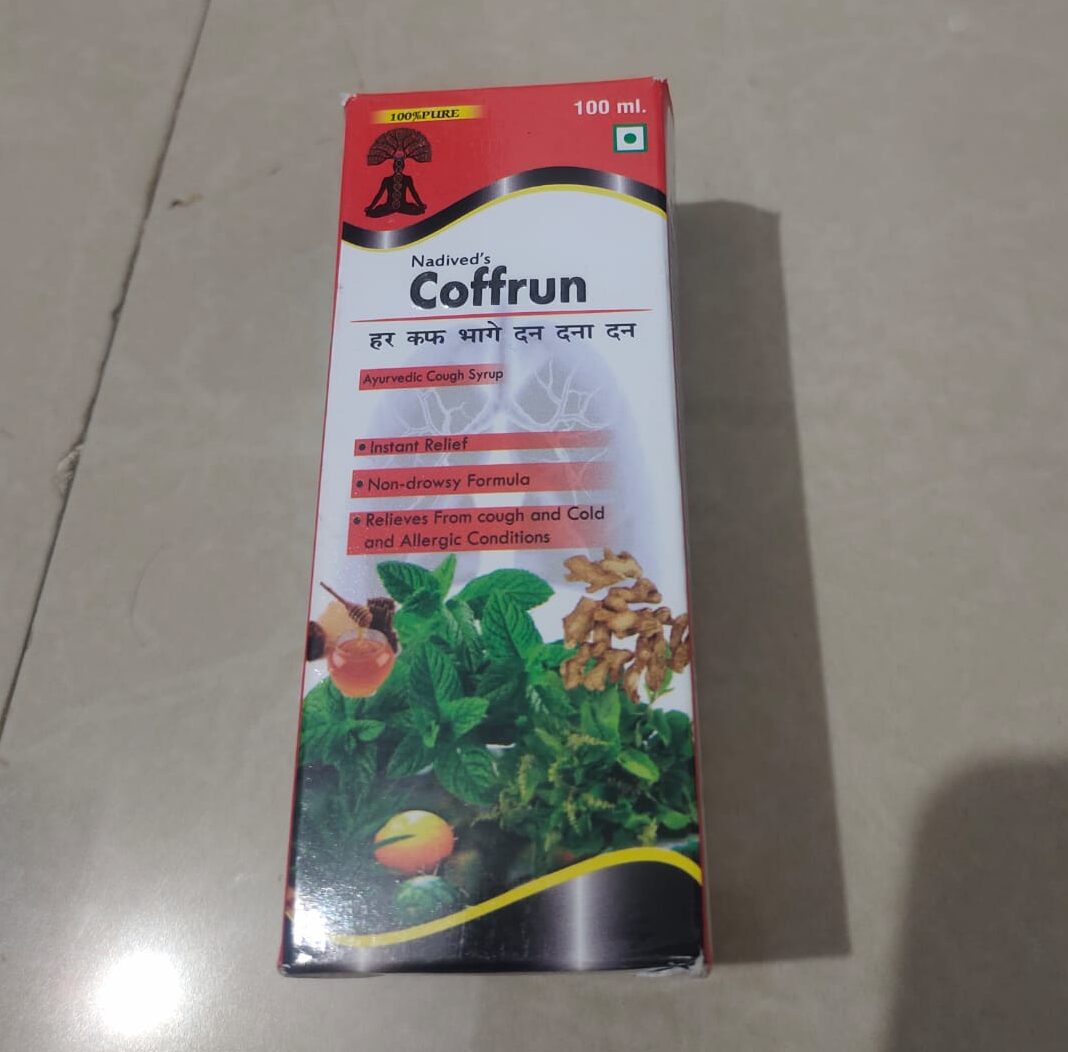 100%PURE
100 ml.
Nadived's
Coffrun
हर कफ भागे दन दना दन
Ayurvedic Cough Syrup
• Instant Relief
• Non-drowsy Formula
• Relieves From cough and Cold
and Allergic Conditions